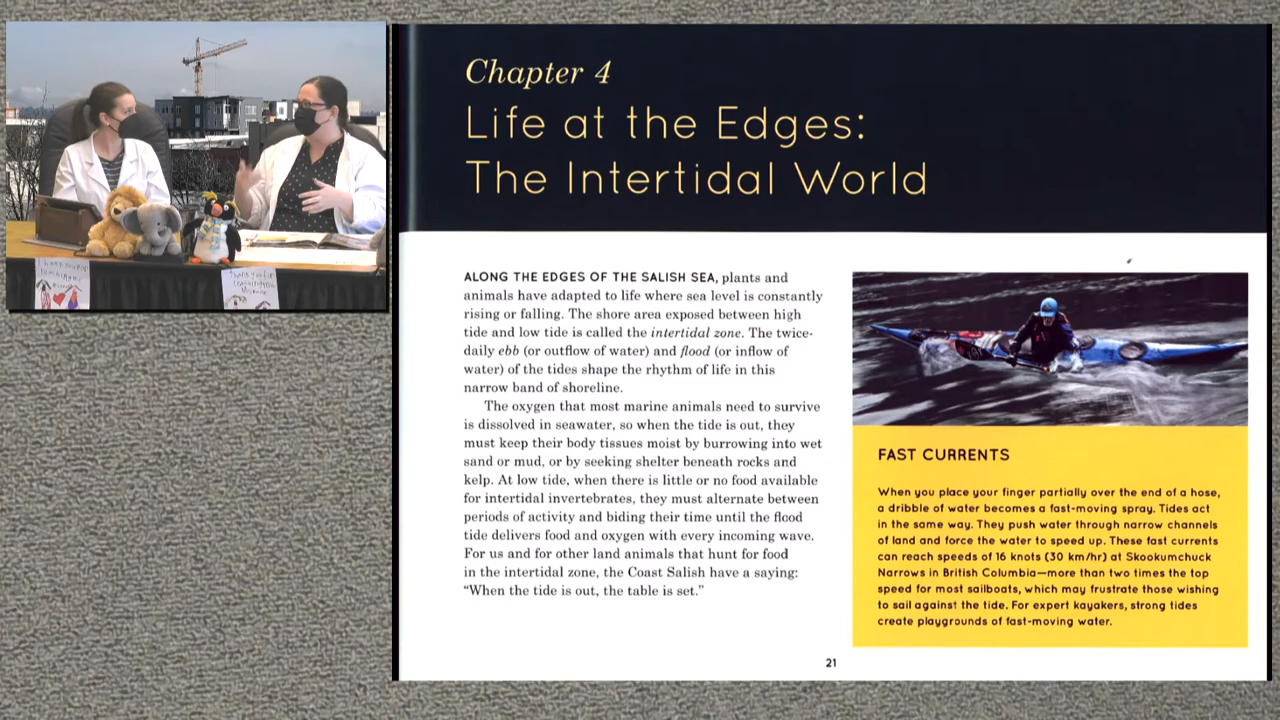 Chapter 4
Life at the Edges:
The Intertidal World
ALONG THE EDGES OF THE SALISH SEA, plants and
animals have adapted to life where sea level is constantly
rising or falling. The shore area exposed between high
tide and low tide is called the intertidal zone. The twice-
daily ebb (or outflow of water) and flood (or inflow of
water) of the tides shape the rhythm of life in this
narrow band of shoreline.
The oxygen that most marine animals need to survive
is dissolved in seawater, so when the tide is out, they
must keep their body tissues moist by burrowing into wet
sand or mud, or by seeking shelter beneath rocks and
kelp. At low tide, when there is little or no food available
for intertidal invertebrates, they must alternate between
periods of activity and biding their time until the flood
tide delivers food and oxygen with every incoming wave.
For us and for other land animals that hunt for food
in the intertidal zone, the Coast Salish have a saying:
“When the tide is out, the table is set.”
FAST CURRENTS
When you place your finger partially over the end of a hose,
a dribble of water becomes a fast-moving spray. Tides act
in the same way. They push water through narrow channels
of land and force the water to speed up. These fast currents
can reach speeds of 16 knots (30 km/hr) at Skookumchuck
Narrows in British Columbia—more than two times the top
speed for most sailboats, which may frustrate those wishing
to sail against the tide. For expert kayakers, strong tides
create playgrounds of fast-moving water.
21